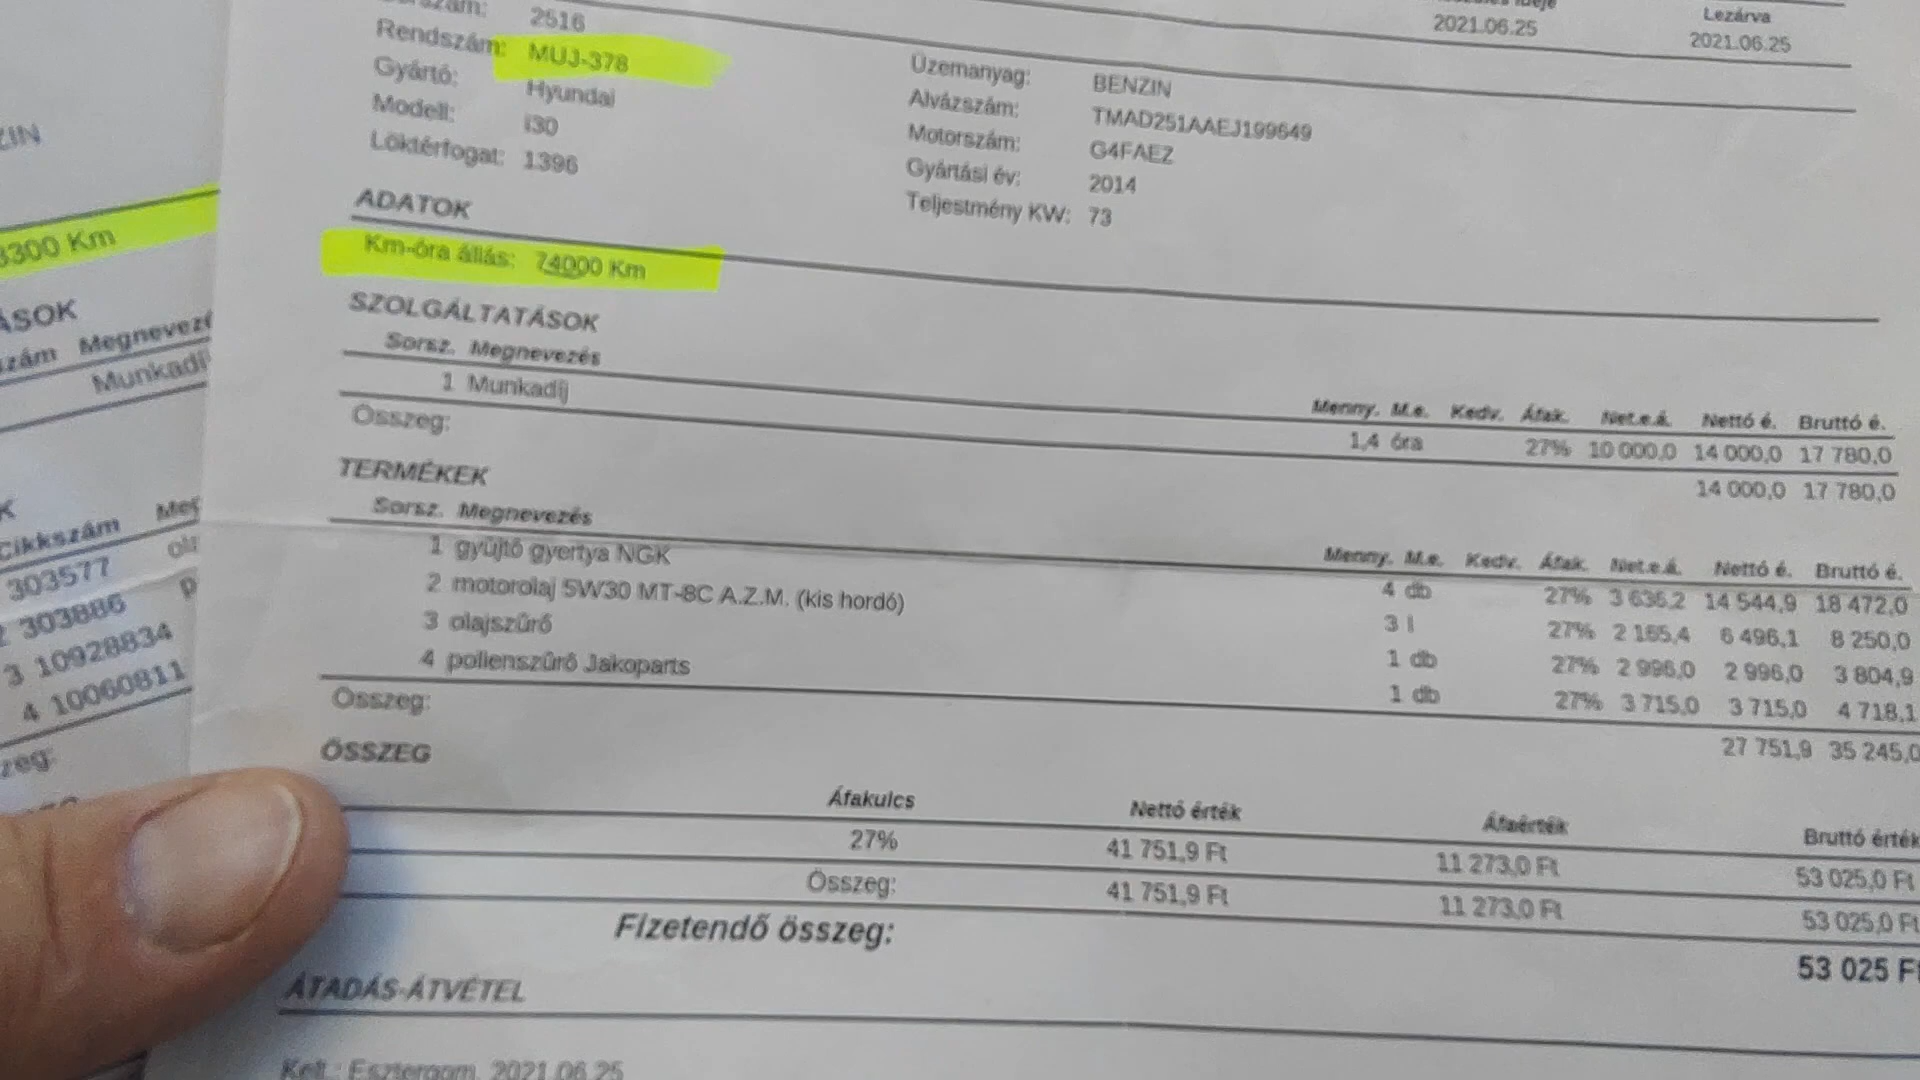 2516
2021.06.25
Lezárva
2021.06.25
Rendszám: MUJ-378
Gyártó: Hyundai
Modell: i30
Löktérfogat: 1396
Üzemanyag: BENZIN
Alvázszám: TMAD251AAEJ199649
Motorszám: G4FAEZ
Gyártási év: 2014
Teljestmény KW: 73
ADATOK
Km-óra állás: 74000 Km
SZOLGÁLTATÁSOK
Sorsz. Megnevezés Menny. M.e. Kedv. Áfak. Net.e.á. Nettó é. Bruttó é.
1 Munkadíj 1,4 óra 27% 10 000,0 14 000,0 17 780,0
Összeg: 14 000,0 17 780,0
TERMÉKEK
Sorsz. Megnevezés Menny. M.e. Kedv. Áfak. Net.e.á. Nettó é. Bruttó é.
1 gyűjtó gyertya NGK 4 db 27% 3 636,2 14 544,9 18 472,0
2 motorolaj 5W30 MT-8C A.Z.M. (kis hordó) 3 l 27% 2 165,4 6 496,1 8 250,0
3 olajszűrő 1 db 27% 2 996,0 2 996,0 3 804,9
4 pollenszűrő Jakoparts 1 db 27% 3 715,0 3 715,0 4 718,1
Összeg: 27 751,9 35 245,0
ÖSSZEG
Áfakulcs Nettó érték Áfaérték Bruttó érték
27% 41 751,9 Ft 11 273,0 Ft 53 025,0 Ft
Összeg: 41 751,9 Ft 11 273,0 Ft 53 025,0 Ft
Fizetendő összeg: 53 025 Ft
ÁTADÁS-ÁTVÉTEL
Kelt.: Esztergom, 2021.06.25
ZIN
3300 Km
ÁSOK
Megnevezé
Munkadíj
Cikkszám
303577
303886
3 10928834
4 10060811